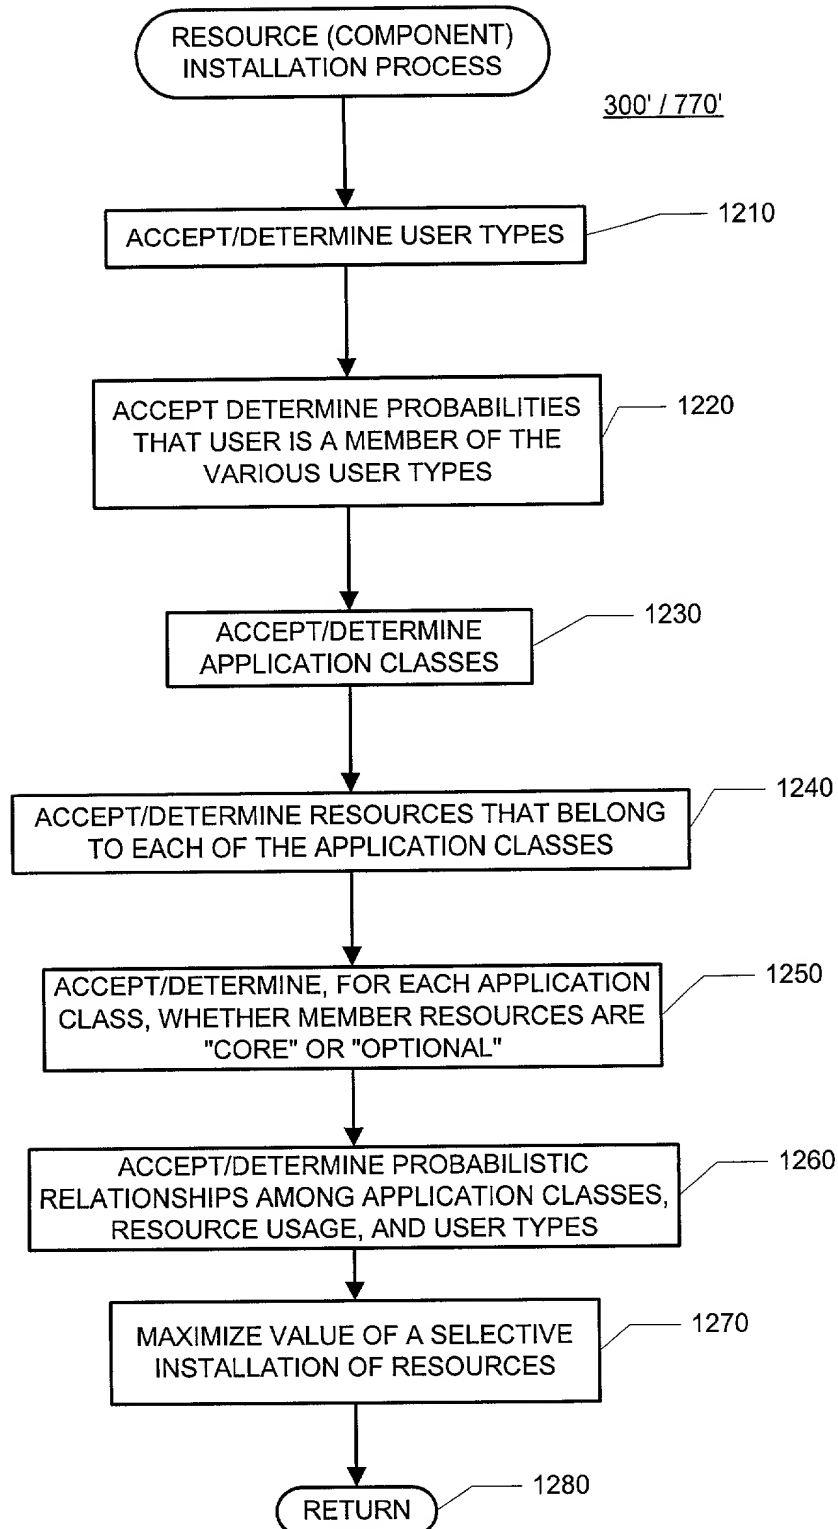 RESOURCE (COMPONENT)
INSTALLATION PROCESS
300' / 770'
ACCEPT/DETERMINE USER TYPES
1210
ACCEPT DETERMINE PROBABILITIES
THAT USER IS A MEMBER OF THE
VARIOUS USER TYPES
1220
ACCEPT/DETERMINE
APPLICATION CLASSES
1230
ACCEPT/DETERMINE RESOURCES THAT BELONG
TO EACH OF THE APPLICATION CLASSES
1240
ACCEPT/DETERMINE, FOR EACH APPLICATION
CLASS, WHETHER MEMBER RESOURCES ARE
"CORE" OR "OPTIONAL"
1250
ACCEPT/DETERMINE PROBABILISTIC
RELATIONSHIPS AMONG APPLICATION CLASSES,
RESOURCE USAGE, AND USER TYPES
1260
MAXIMIZE VALUE OF A SELECTIVE
INSTALLATION OF RESOURCES
1270
RETURN
1280